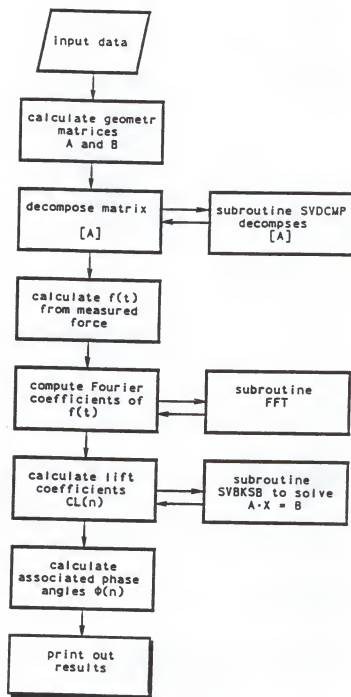 input data
calculate geometr
matrices
A and B
decompose matrix
[A]
subroutine SVDCMP
decompses
[A]
calculate f(t)
from measured
force
compute Fourier
coefficients of
f(t)
subroutine
FFT
calculate lift
coefficients
CL(n)
subroutine
SVBKSB to solve
A·X = B
calculate
associated phase
angles Φ(n)
print out
results